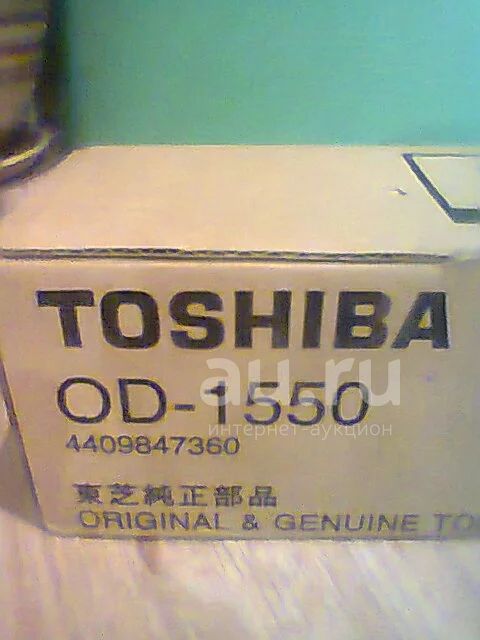 TOSHIBA
au.ru
OD-1550
интернет-аукцион
4409847360
東芝純正部品
ORIGINAL & GENUINE TO